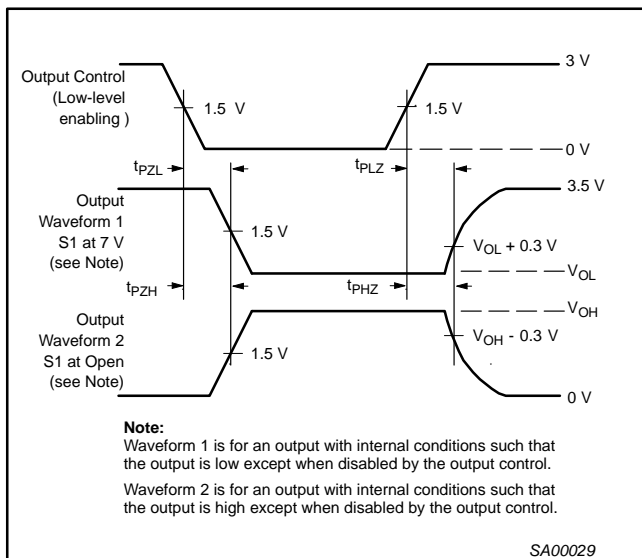 3 V
Output Control
(Low-level
enabling )
1.5 V
1.5 V
0 V
tPZL
tPLZ
3.5 V
Output
Waveform 1
S1 at 7 V
(see Note)
1.5 V
VOL + 0.3 V
VOL
tPZH
tPHZ
VOH
Output
Waveform 2
S1 at Open
(see Note)
1.5 V
VOH - 0.3 V
0 V
Note:
Waveform 1 is for an output with internal conditions such that
the output is low except when disabled by the output control.
Waveform 2 is for an output with internal conditions such that
the output is high except when disabled by the output control.
SA00029